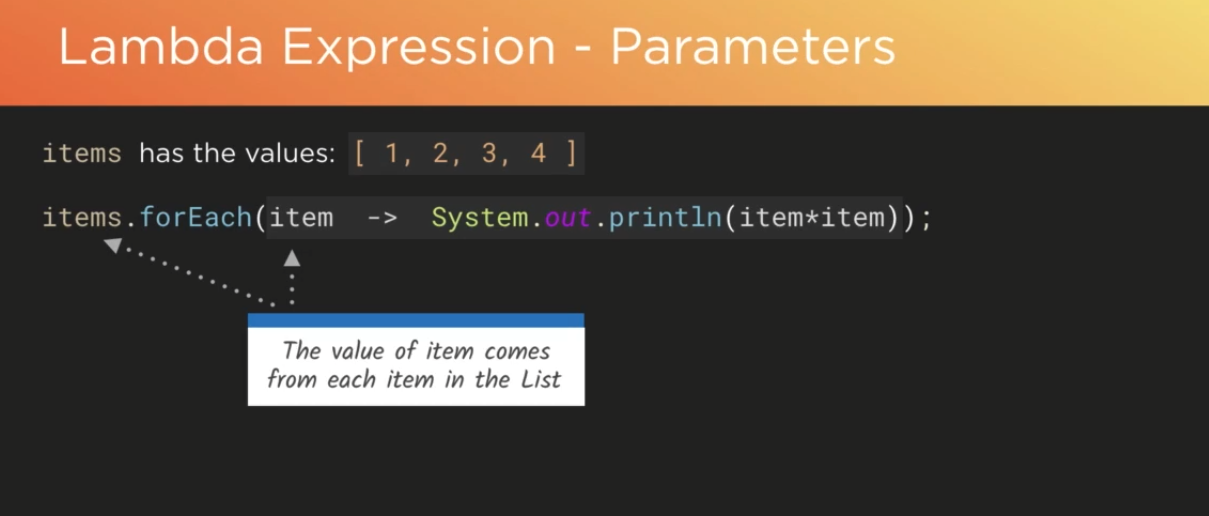 Lambda Expression - Parameters
items has the values: [ 1, 2, 3, 4 ]
items.forEach(item -> System.out.println(item*item));
The value of item comes
from each item in the List